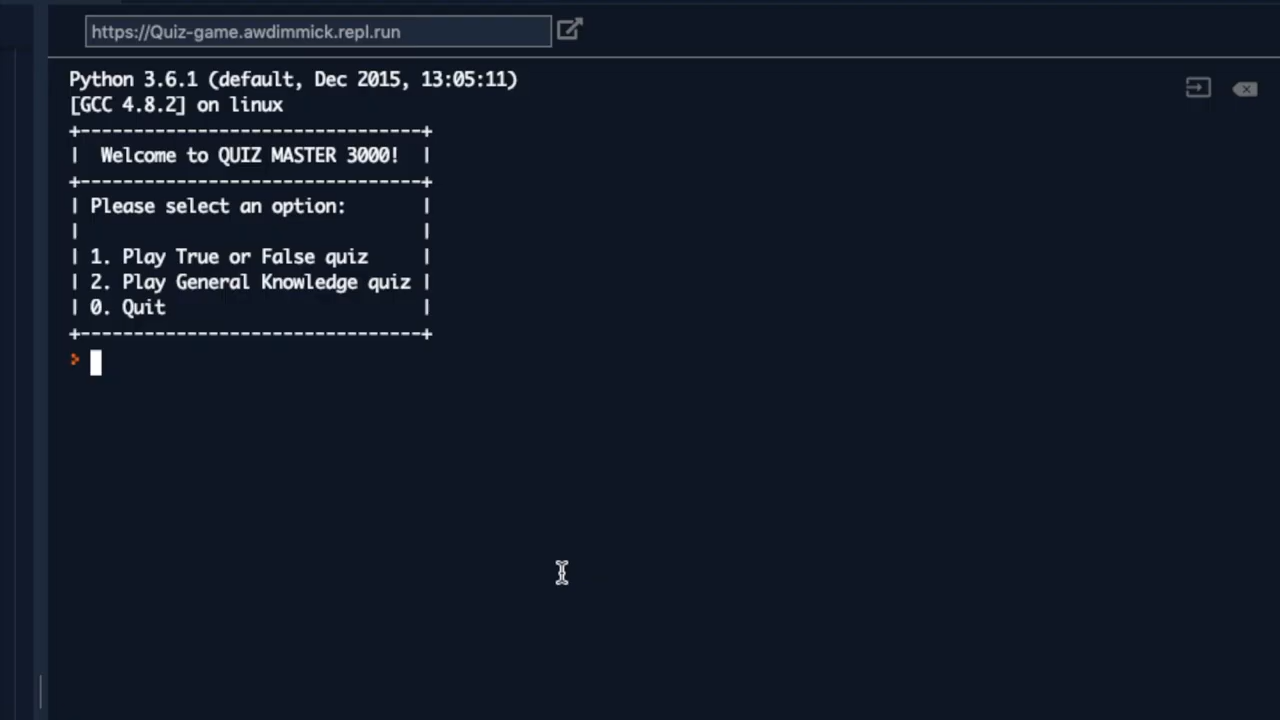 https://Quiz-game.awdimmick.repl.run
Python 3.6.1 (default, Dec 2015, 13:05:11)
[GCC 4.8.2] on linux
+--------------------------------+
|  Welcome to QUIZ MASTER 3000!  |
+--------------------------------+
| Please select an option:       |
|                                |
| 1. Play True or False quiz     |
| 2. Play General Knowledge quiz |
| 0. Quit                        |
+--------------------------------+
>